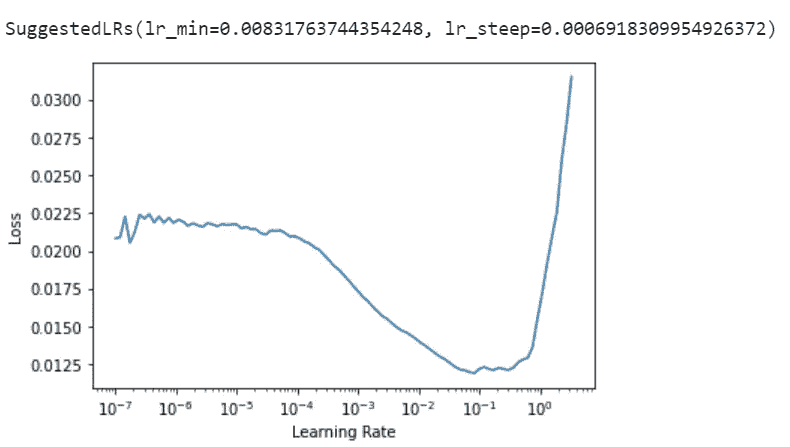 SuggestedLRs(lr_min=0.00831763744354248, lr_steep=0.0006918309954926372)
0.0300
0.0275
0.0250
0.0225
0.0200
0.0175
0.0150
0.0125
Loss
10⁻⁷ 10⁻⁶ 10⁻⁵ 10⁻⁴ 10⁻³ 10⁻² 10⁻¹ 10⁰
Learning Rate